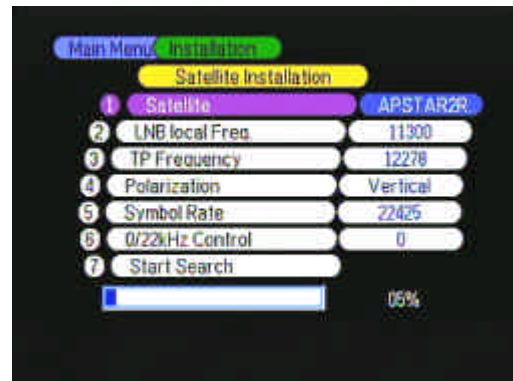 Main Menu Installation
Satellite Installation
1 Satellite APSTAR2R
2 LNB local Freq. 11300
3 TP Frequency 12278
4 Polarization Vertical
5 Symbol Rate 22425
6 0/22kHz Control 0
7 Start Search
05%